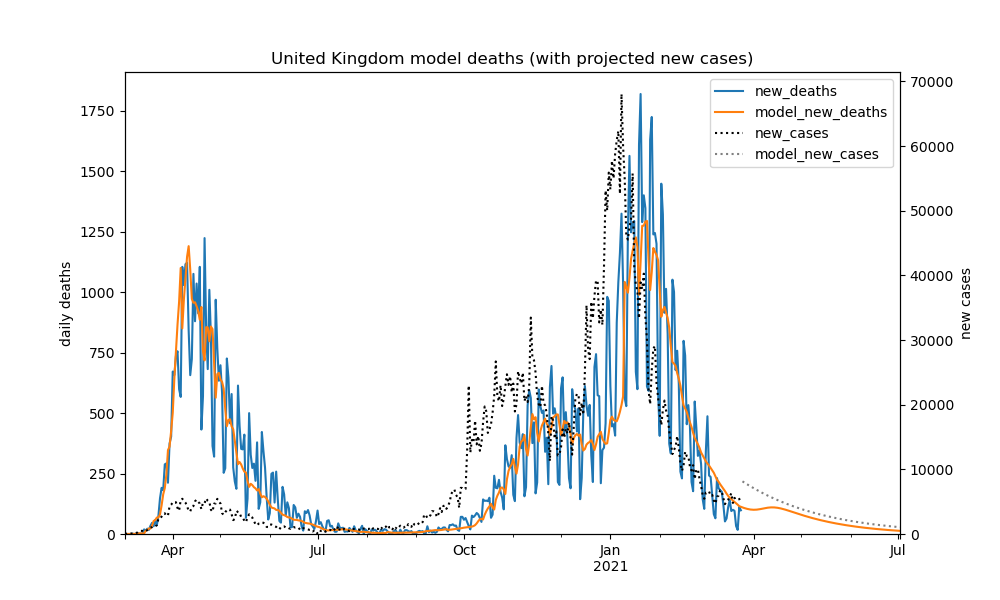 United Kingdom model deaths (with projected new cases)
new_deaths
model_new_deaths
new_cases
model_new_cases
daily deaths
1750
1500
1250
1000
750
500
250
0
70000
60000
50000
40000
30000
20000
10000
0
new cases
Apr
Jul
Oct
Jan
2021
Apr
Jul